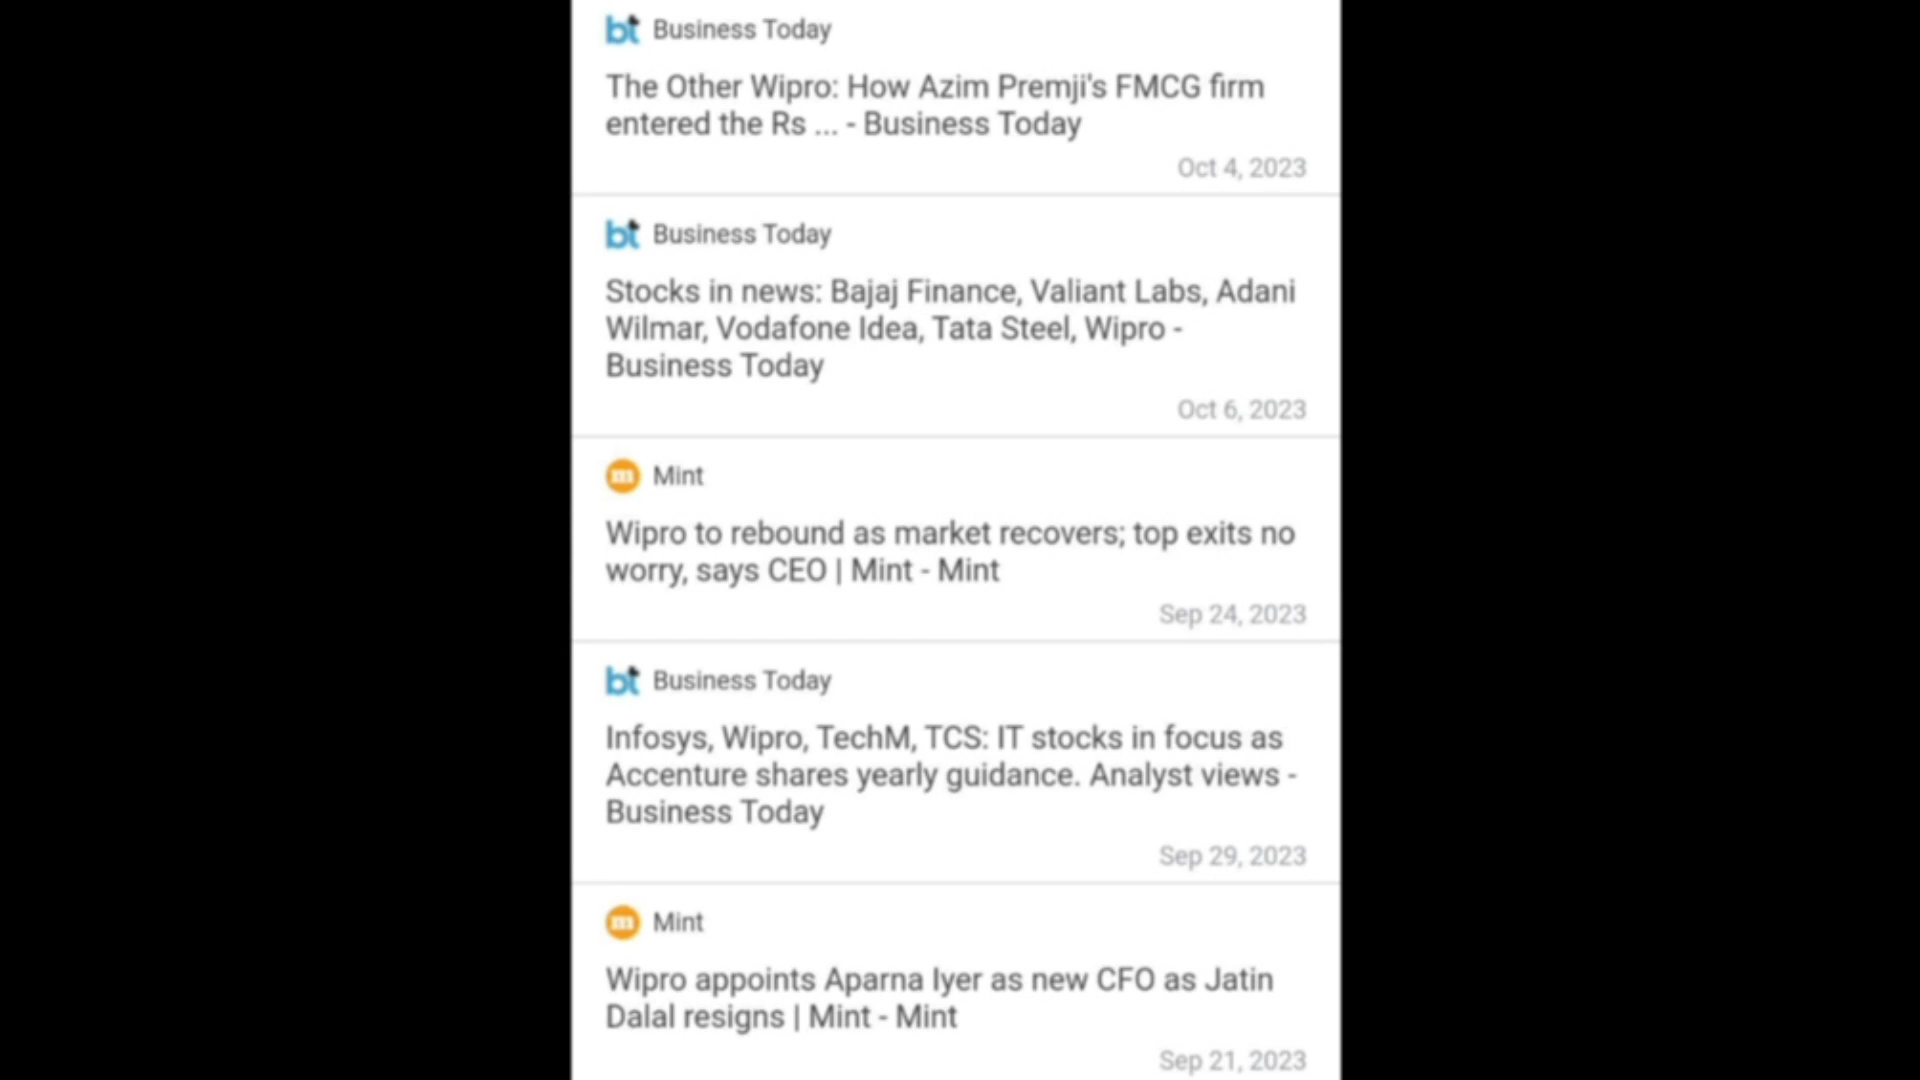 bt Business Today
The Other Wipro: How Azim Premji's FMCG firm
entered the Rs ... - Business Today
Oct 4, 2023
bt Business Today
Stocks in news: Bajaj Finance, Valiant Labs, Adani
Wilmar, Vodafone Idea, Tata Steel, Wipro -
Business Today
Oct 6, 2023
m Mint
Wipro to rebound as market recovers; top exits no
worry, says CEO | Mint - Mint
Sep 24, 2023
bt Business Today
Infosys, Wipro, TechM, TCS: IT stocks in focus as
Accenture shares yearly guidance. Analyst views -
Business Today
Sep 29, 2023
m Mint
Wipro appoints Aparna Iyer as new CFO as Jatin
Dalal resigns | Mint - Mint
Sep 21, 2023